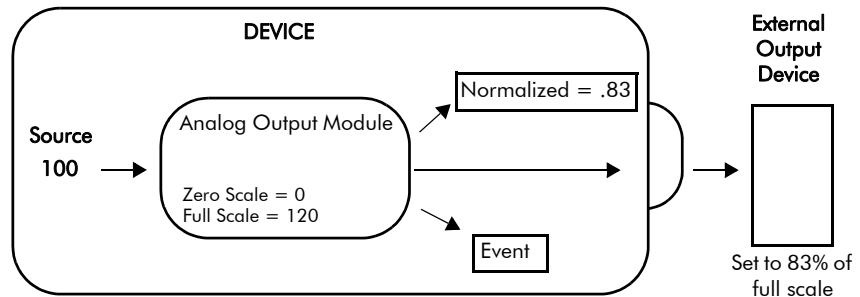 DEVICE
External
Output
Device
Normalized = .83
Analog Output Module
Source
100
Zero Scale = 0
Full Scale = 120
Event
Set to 83% of
full scale